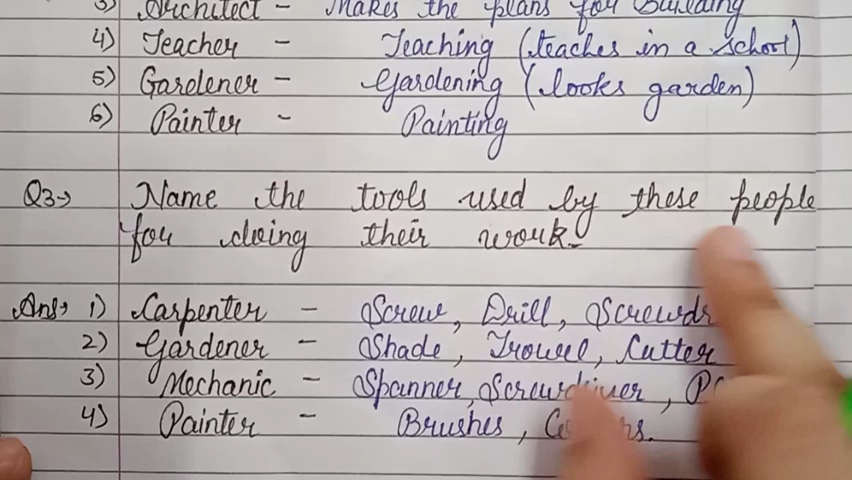 3) Architect - Makes the plans for Building
4) Teacher - Teaching (teaches in a school)
5) Gardener - Gardening (looks garden)
6) Painter - Painting
Q3→ Name the tools used by these people
for doing their work.
Ans→ 1) Carpenter - Screw, Drill,
2) Gardener - Shade, Trowel, Cutter
3) Mechanic - Spanner, Screwdriver,
4) Painter - Brushes,